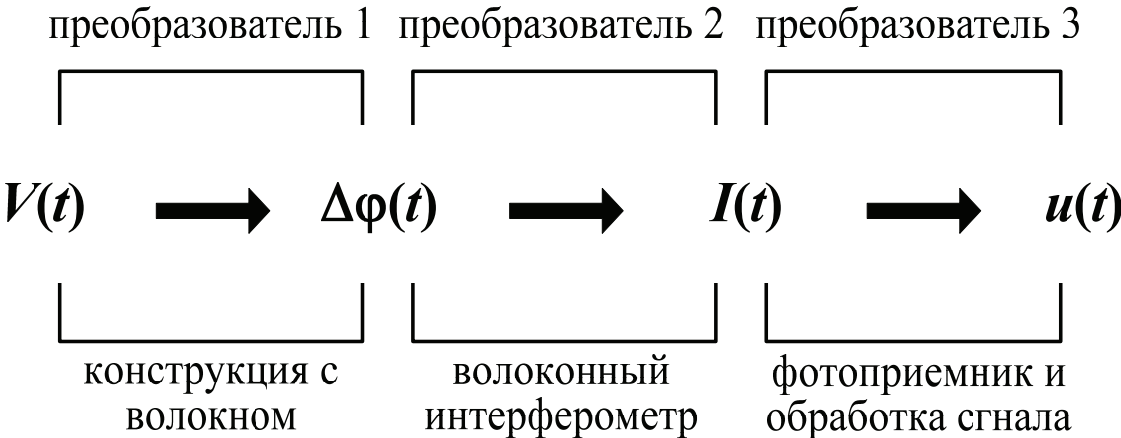 преобразователь 1 преобразователь 2 преобразователь 3
V(t) Δφ(t) I(t) u(t)
конструкция с волоконный фотоприемник и
волокном интерферометр обработка сгнала